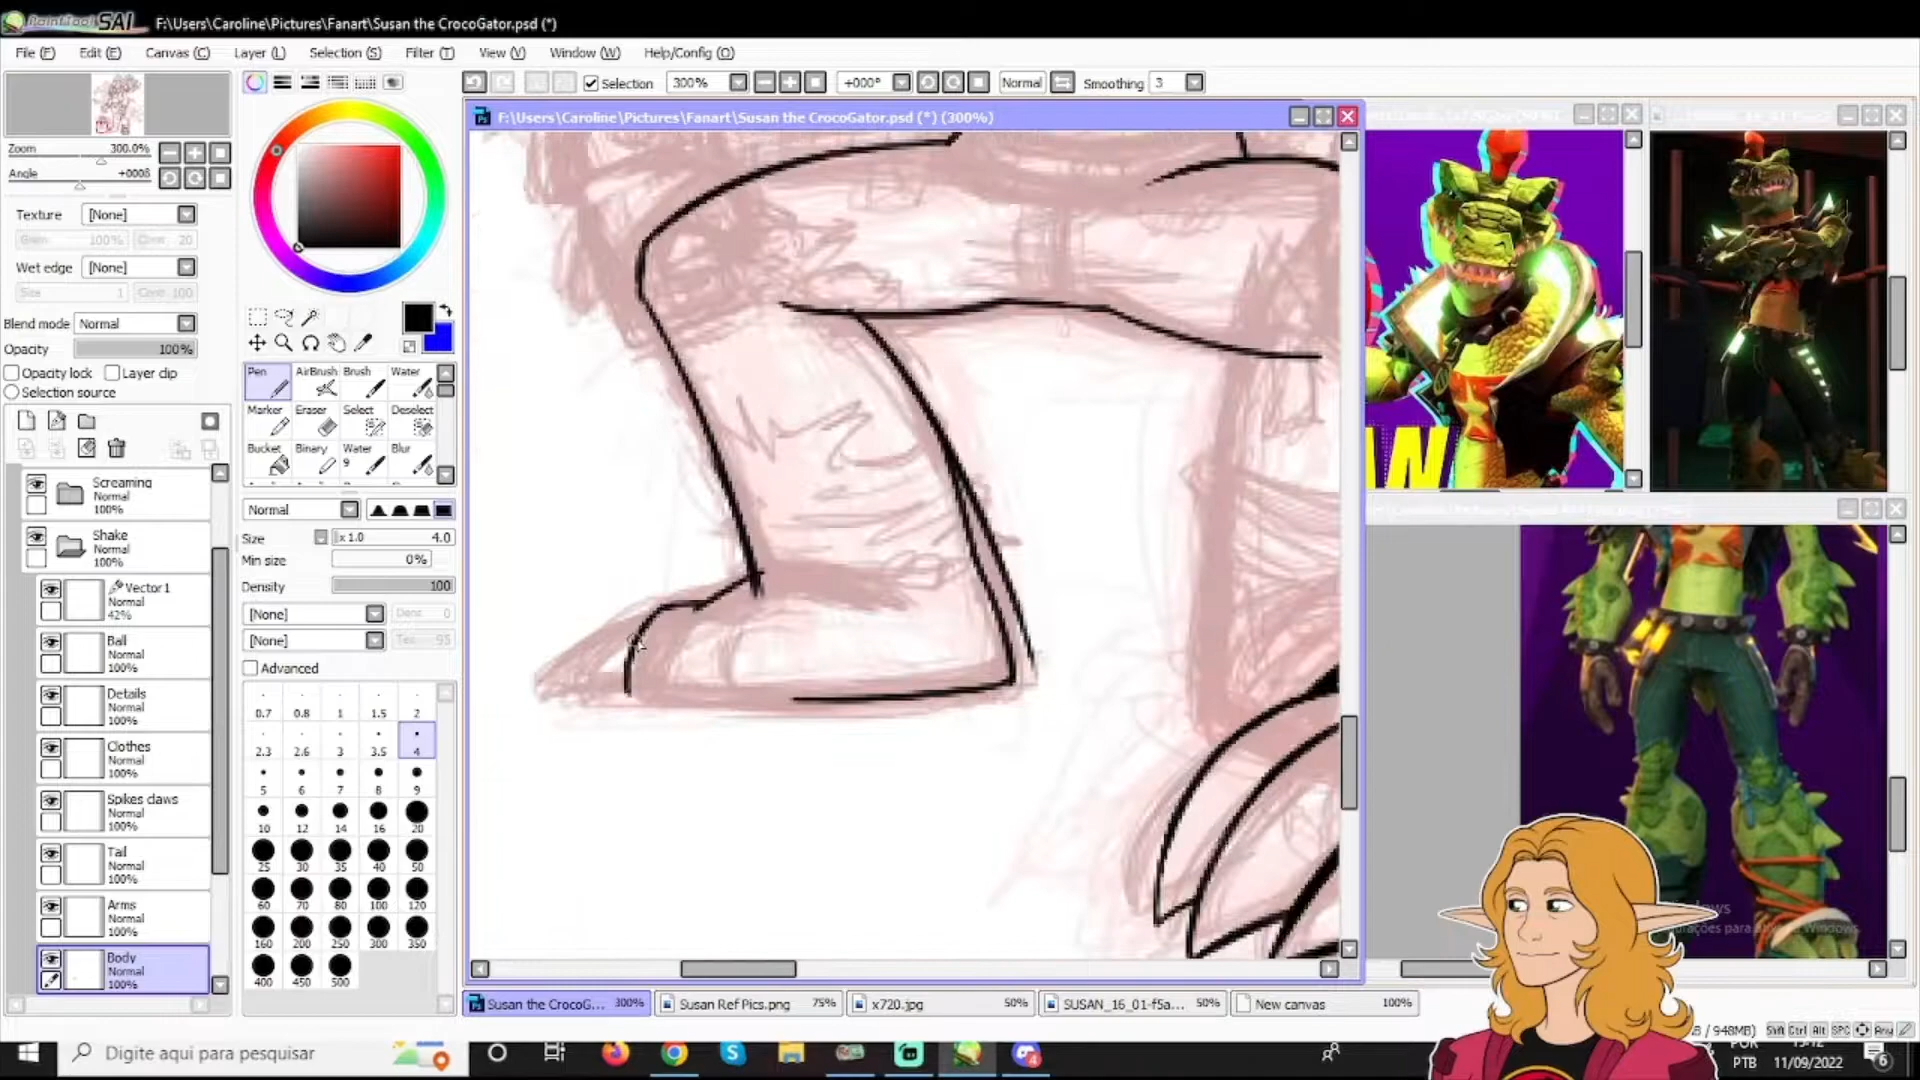 PaintTool SAI F:\Users\Caroline\Pictures\Fanart\Susan the CrocoGator.psd (*)
File (F) Edit (E) Canvas (C) Layer (L) Selection (S) Filter (T) View (V) Window (W) Help/Config (O)
Selection 300% +000° Normal Smoothing 3
F:\Users\Caroline\Pictures\Fanart\Susan the CrocoGator.psd (*) (300%)
Zoom 300.0%
Angle +000§
Texture [None]
100% 20
Wet edge [None]
Size 1 100
Blend mode Normal
Opacity 100%
Opacity lock Layer clip
Selection source
Screaming
Normal
100%
Shake
Normal
100%
Vector1
Normal
42%
Ball
Normal
100%
Details
Normal
100%
Clothes
Normal
100%
Spikes claws
Normal
100%
Tail
Normal
100%
Arms
Normal
100%
Body
Normal
100%
Pen AirBrush Brush Water
Marker Eraser Select Deselect
Bucket Binary Water 9 Blur
Normal
Size x 1.0 4.0
Min size 0%
Density 100
[None] 0
[None] 95
Advanced
0.7 0.8 1 1.5 2
2.3 2.6 3 3.5 4
5 6 7 8 9
10 12 14 16 20
25 30 35 40 50
60 70 80 100 120
160 200 250 300 350
400 450 500
Susan the CrocoG... 300% Susan Ref Pics.png 75% x720.jpg 50% SUSAN_16_01-f5a... 50% New canvas 100%
/ 948MB) Shift Ctrl Alt SPC Any
Digite aqui para pesquisar
POR
PTB
11/09/2022
6